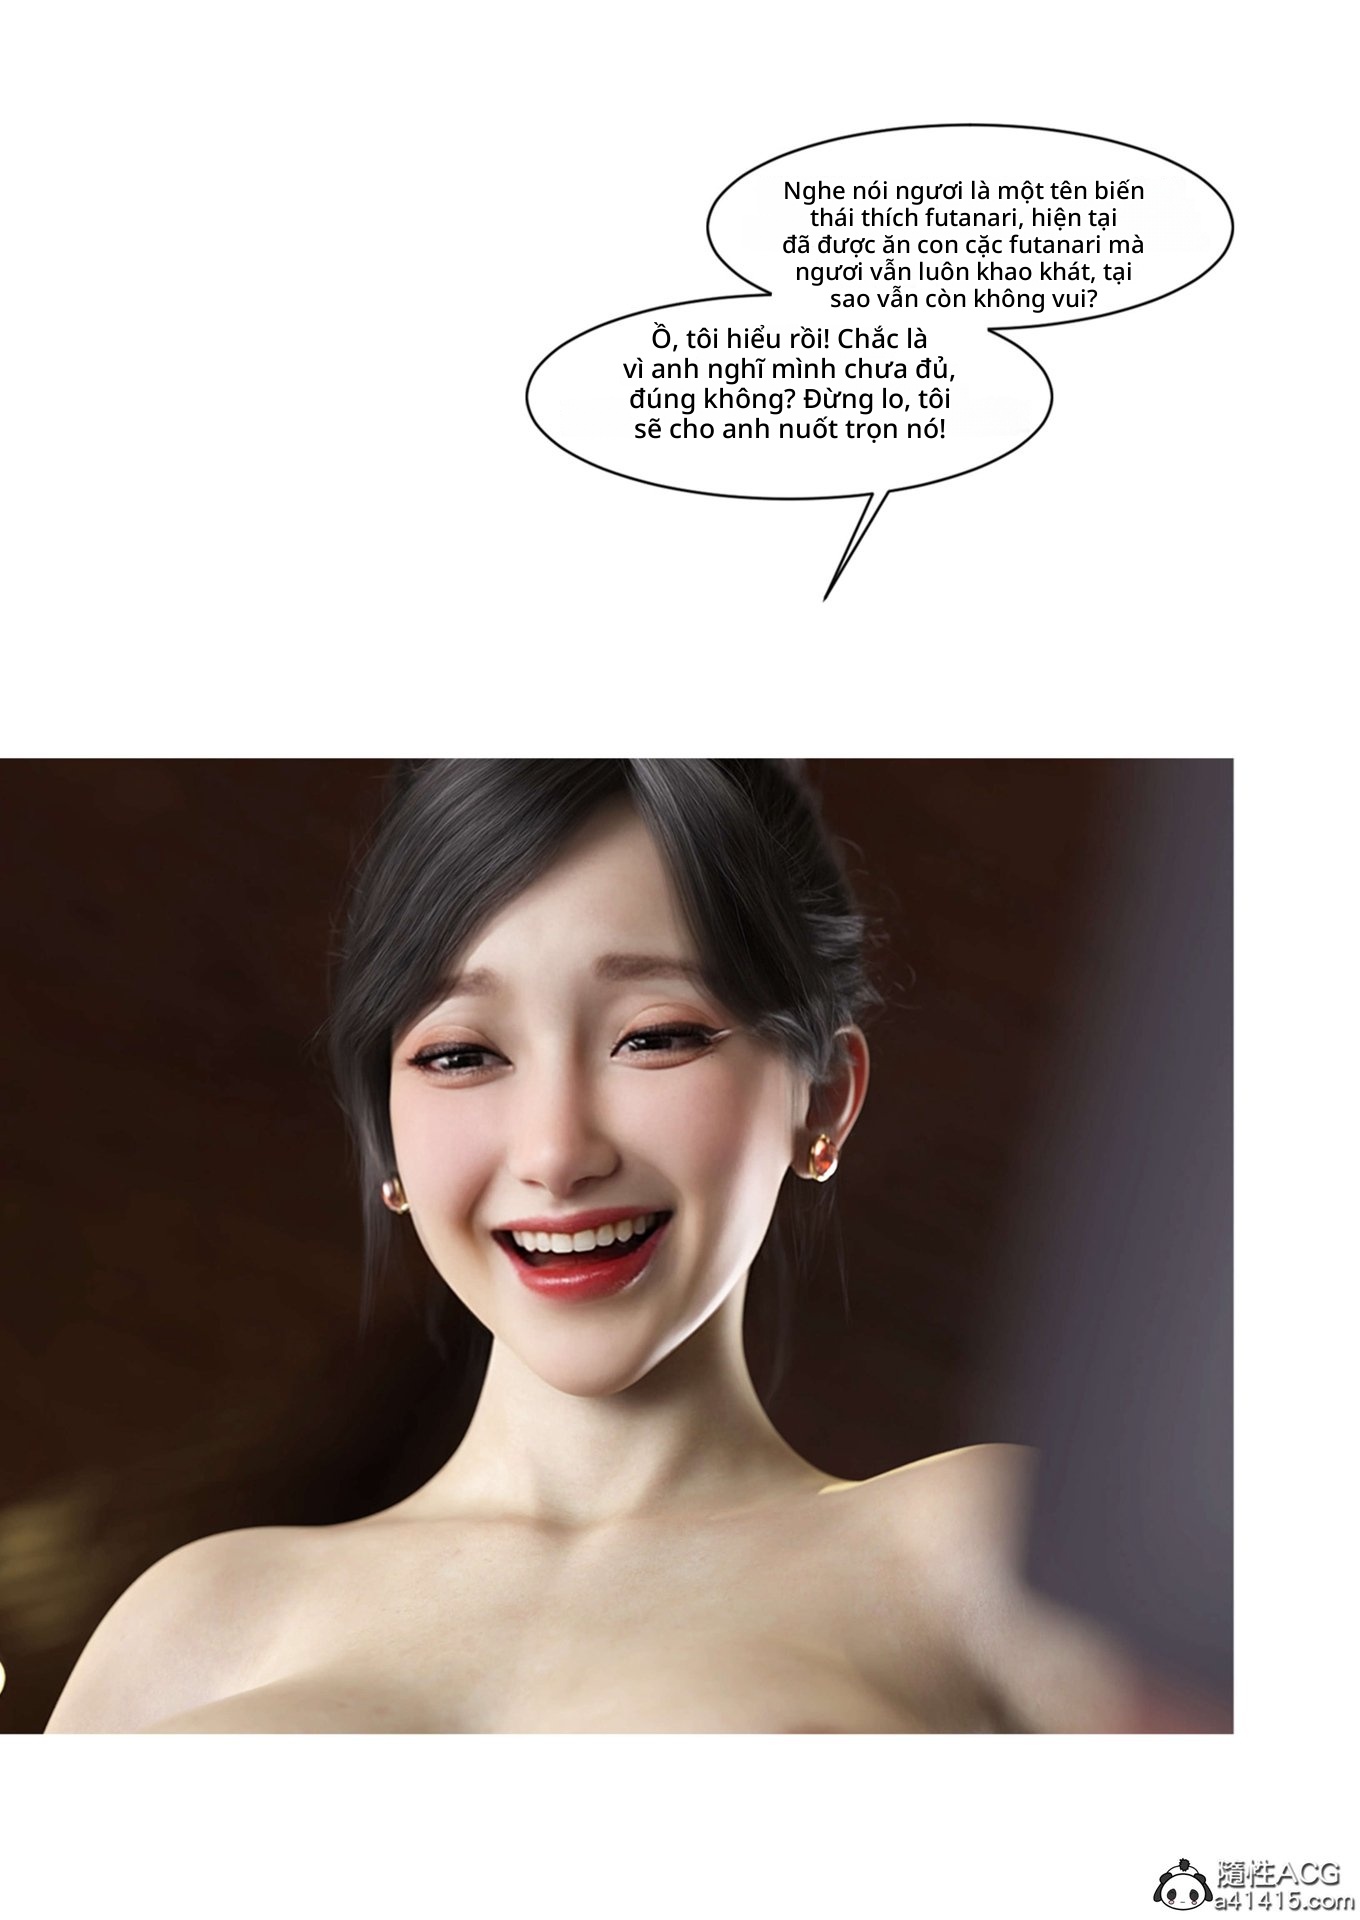 Nghe nói ngươi là một tên biến
thái thích futanari, hiện tại
đã được ăn con cặc futanari mà
ngươi vẫn luôn khao khát, tại
sao vẫn còn không vui?
Ồ, tôi hiểu rồi! Chắc là
vì anh nghĩ mình chưa đủ,
đúng không? Đừng lo, tôi
sẽ cho anh nuốt trọn nó!
隨性ACG
a41415.com